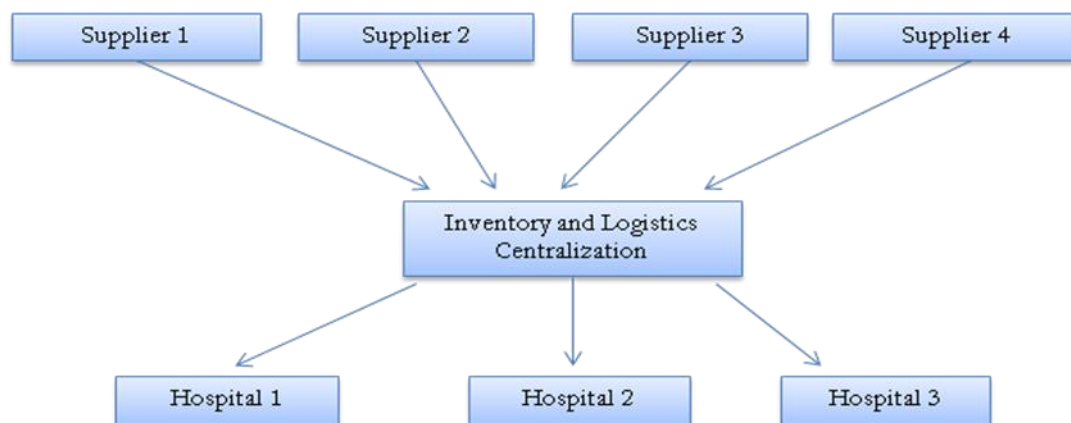 Supplier 1
Supplier 2
Supplier 3
Supplier 4
Inventory and Logistics
Centralization
Hospital 1
Hospital 2
Hospital 3